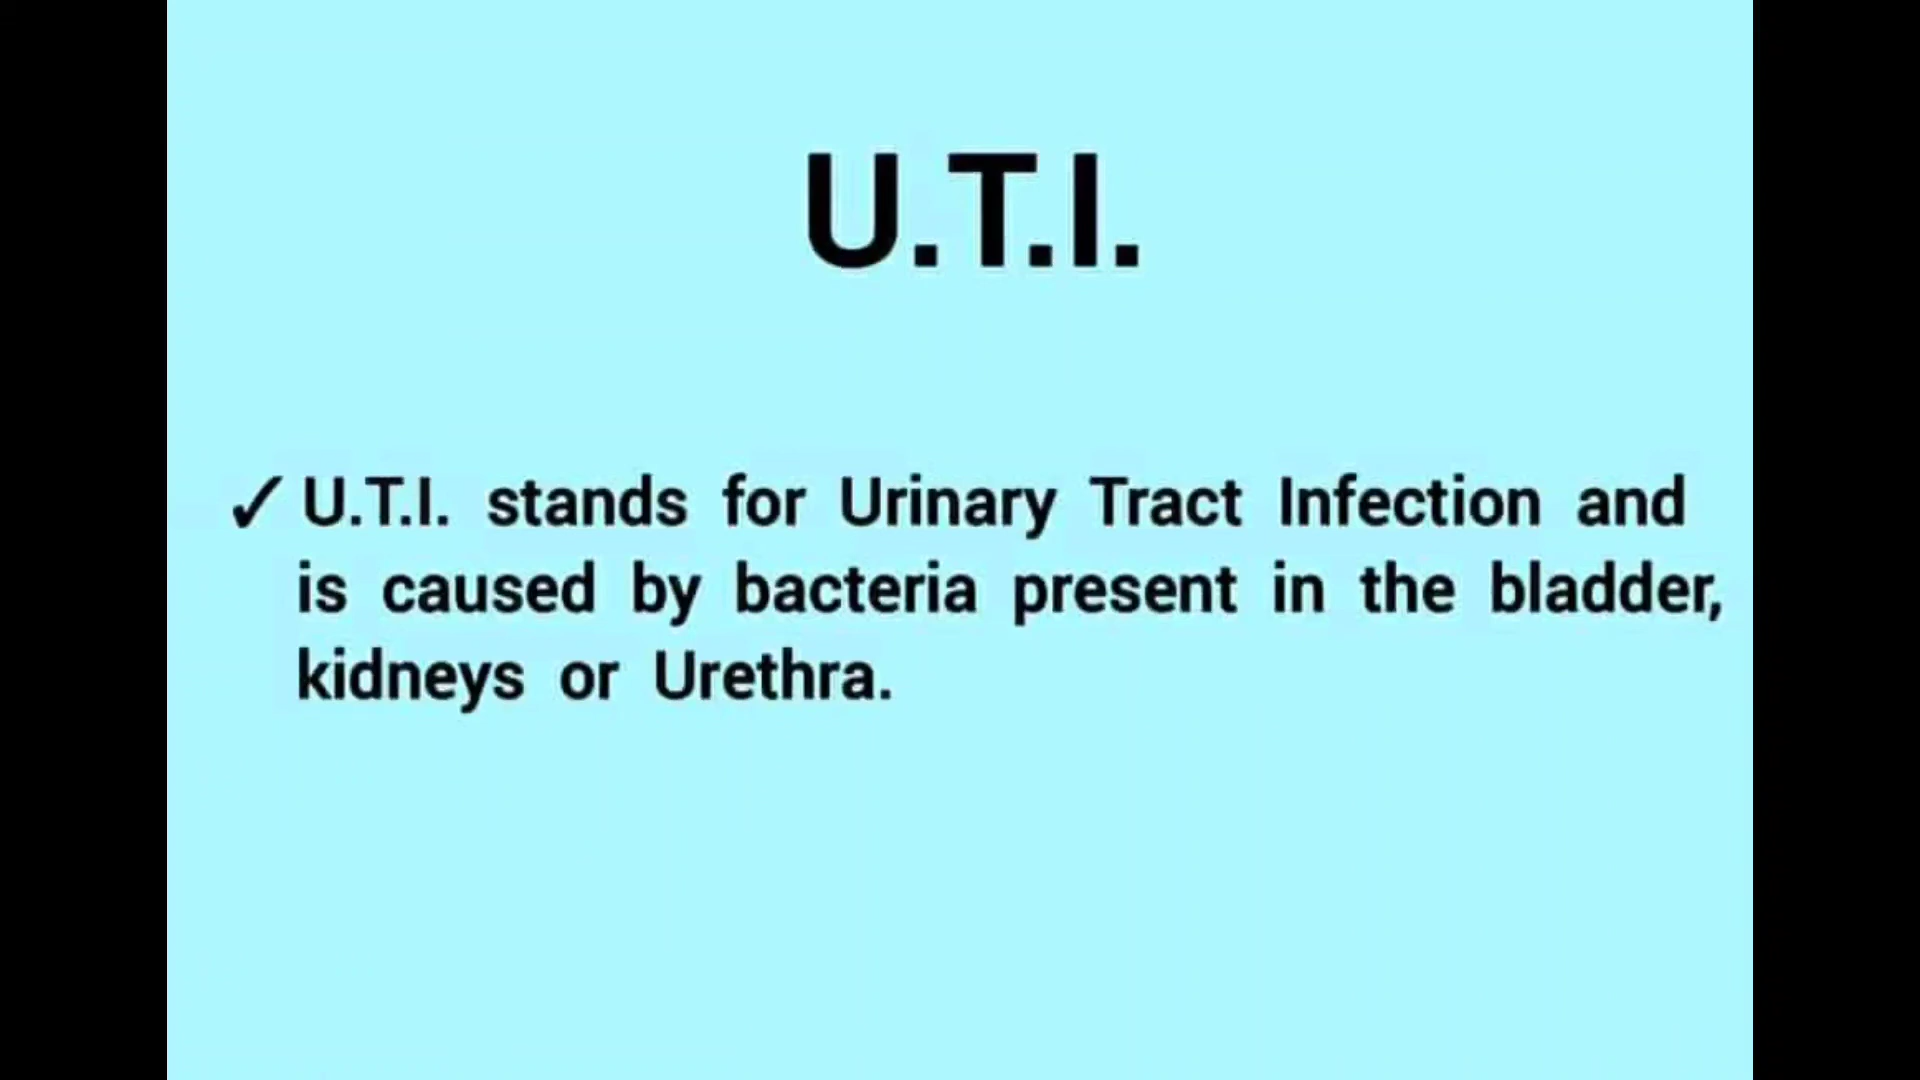 U.T.I.
✓ U.T.I. stands for Urinary Tract Infection and
is caused by bacteria present in the bladder,
kidneys or Urethra.